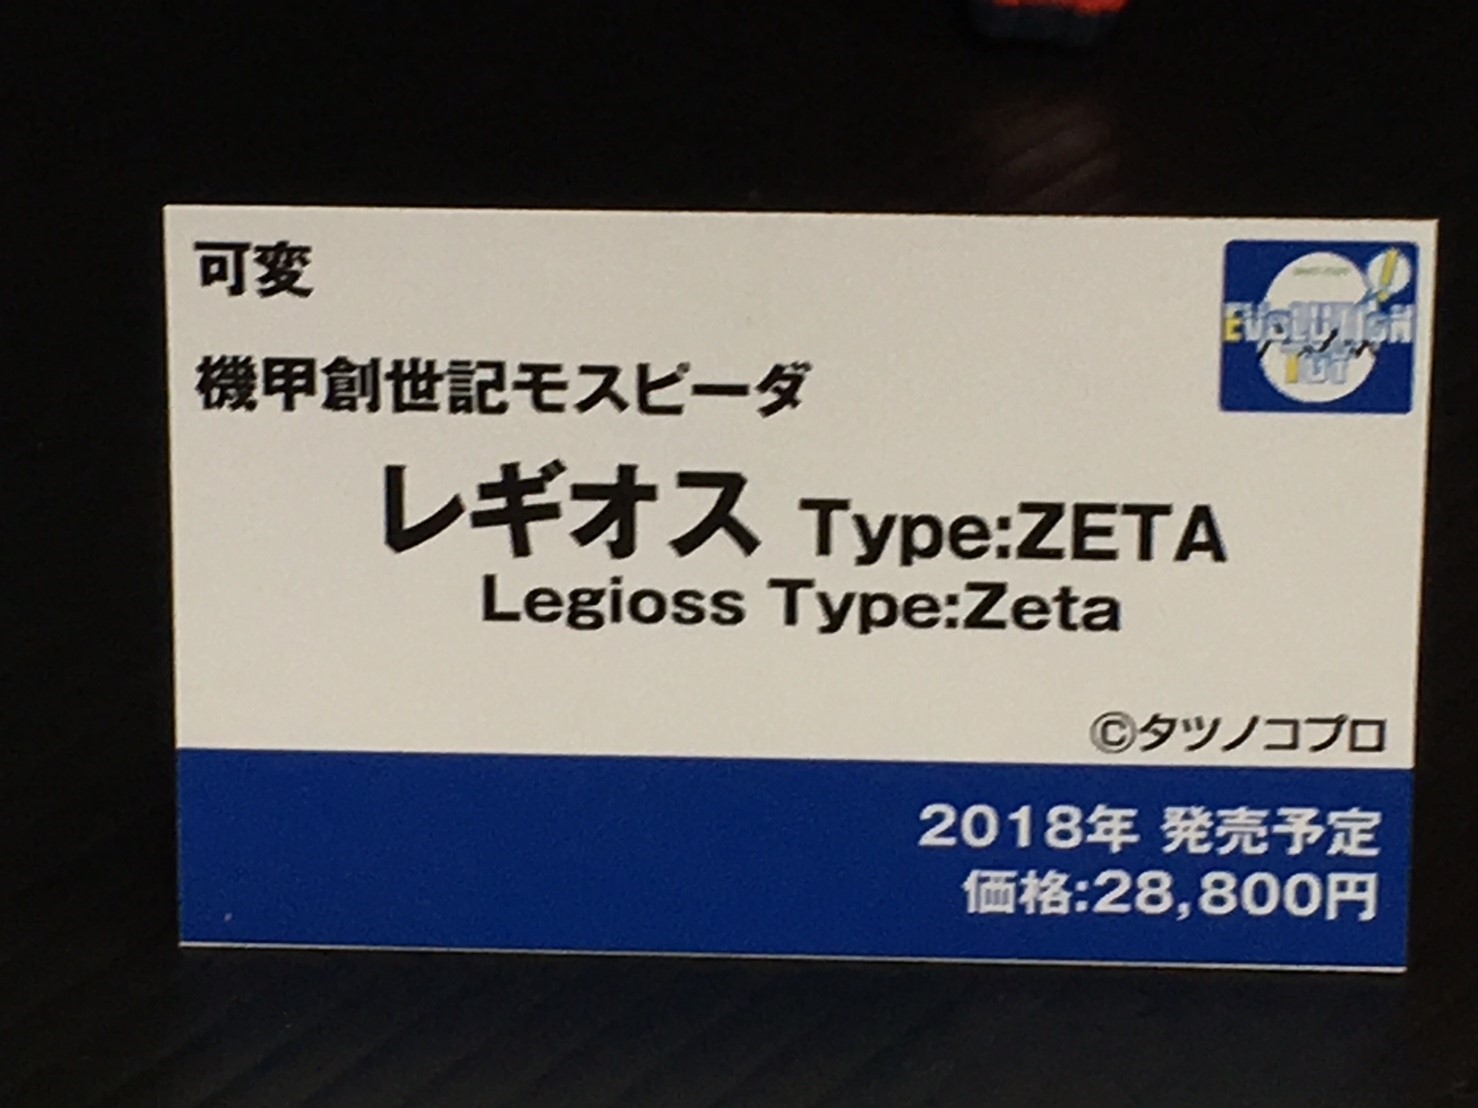 可変
機甲創世記モスピーダ
レギオス Type:ZETA
Legioss Type:Zeta
©タツノコプロ
2018年 発売予定
価格:28,800円
EVOLUTION!
TOY